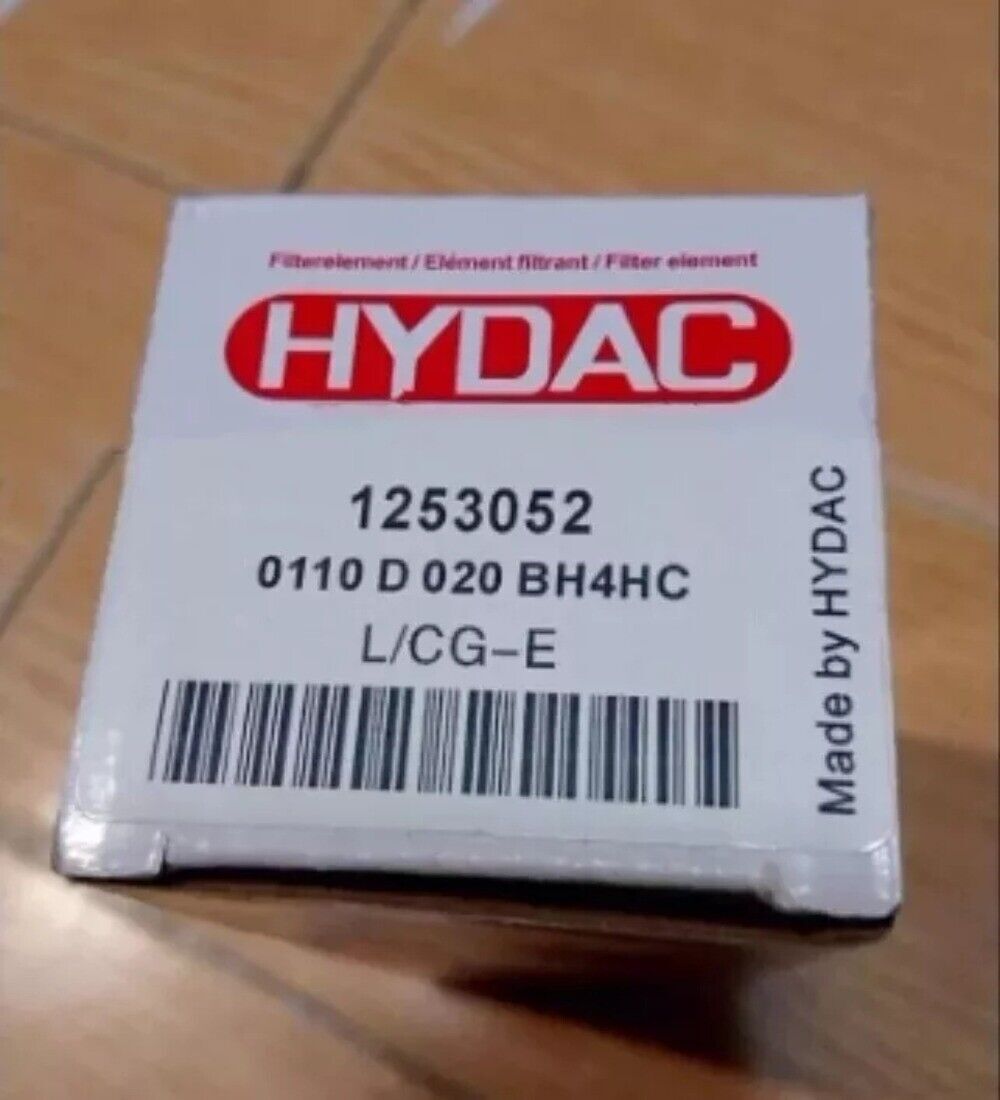 Filterelement / Elément filtrant / Filter element
HYDAC
1253052
0110 D 020 BH4HC
L/CG-E
Made by HYDAC